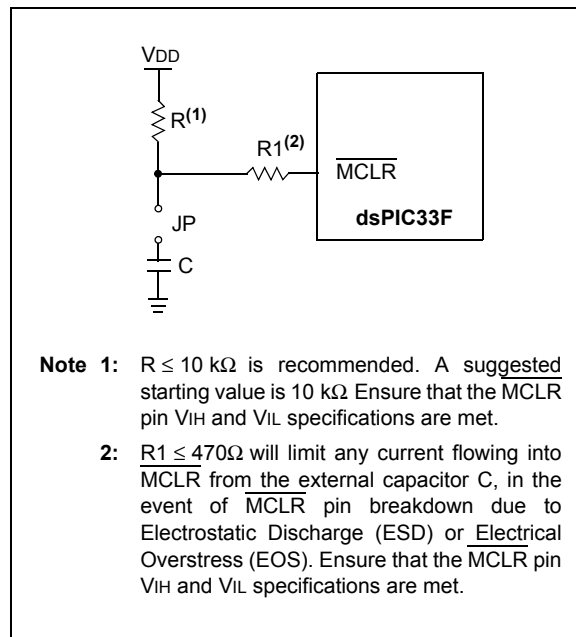 VDD
R(1)
R1(2)
MCLR
dsPIC33F
JP
C
Note 1: R ≤ 10 kΩ is recommended. A suggested
starting value is 10 kΩ Ensure that the MCLR
pin VIH and VIL specifications are met.
2: R1 ≤ 470Ω will limit any current flowing into
MCLR from the external capacitor C, in the
event of MCLR pin breakdown due to
Electrostatic Discharge (ESD) or Electrical
Overstress (EOS). Ensure that the MCLR pin
VIH and VIL specifications are met.